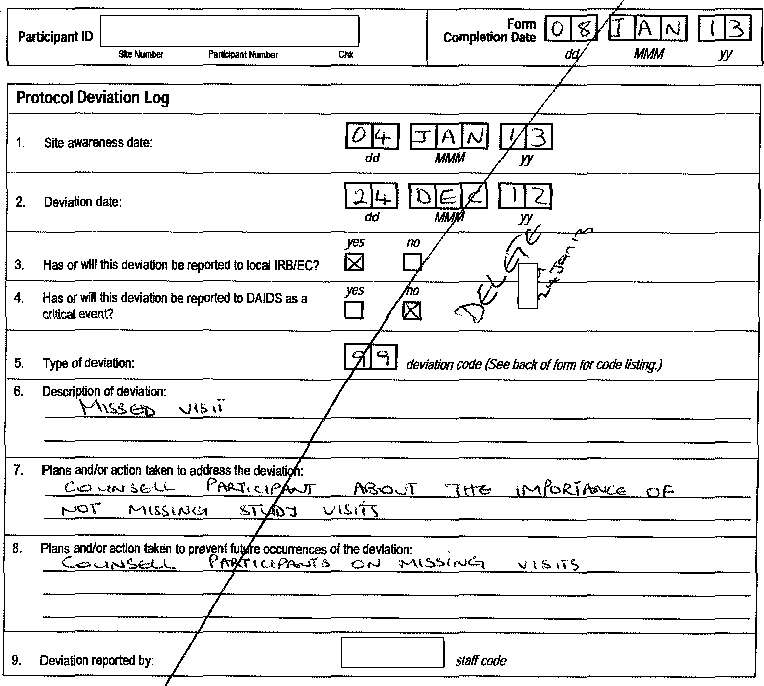 Participant ID
Site Number Participant Number Chk
Form Completion Date 08 JAN 13
dd MMM yy
Protocol Deviation Log
1. Site awareness date: 04 JAN 13
dd MMM yy
2. Deviation date: 24 DEC 12
dd MMM yy
yes no
3. Has or will this deviation be reported to local IRB/EC?
DELETE
yes no
4. Has or will this deviation be reported to DAIDS as a
critical event?
5. Type of deviation: 99 deviation code (See back of form for code listing.)
6. Description of deviation:
MISSED VISIT
7. Plans and/or action taken to address the deviation:
COUNSELL PARTICIPANT ABOUT THE IMPORTANCE OF
NOT MISSING STUDY VISITS
8. Plans and/or action taken to prevent future occurrences of the deviation:
COUNSELL PARTICIPANTS ON MISSING VISITS
9. Deviation reported by: staff code